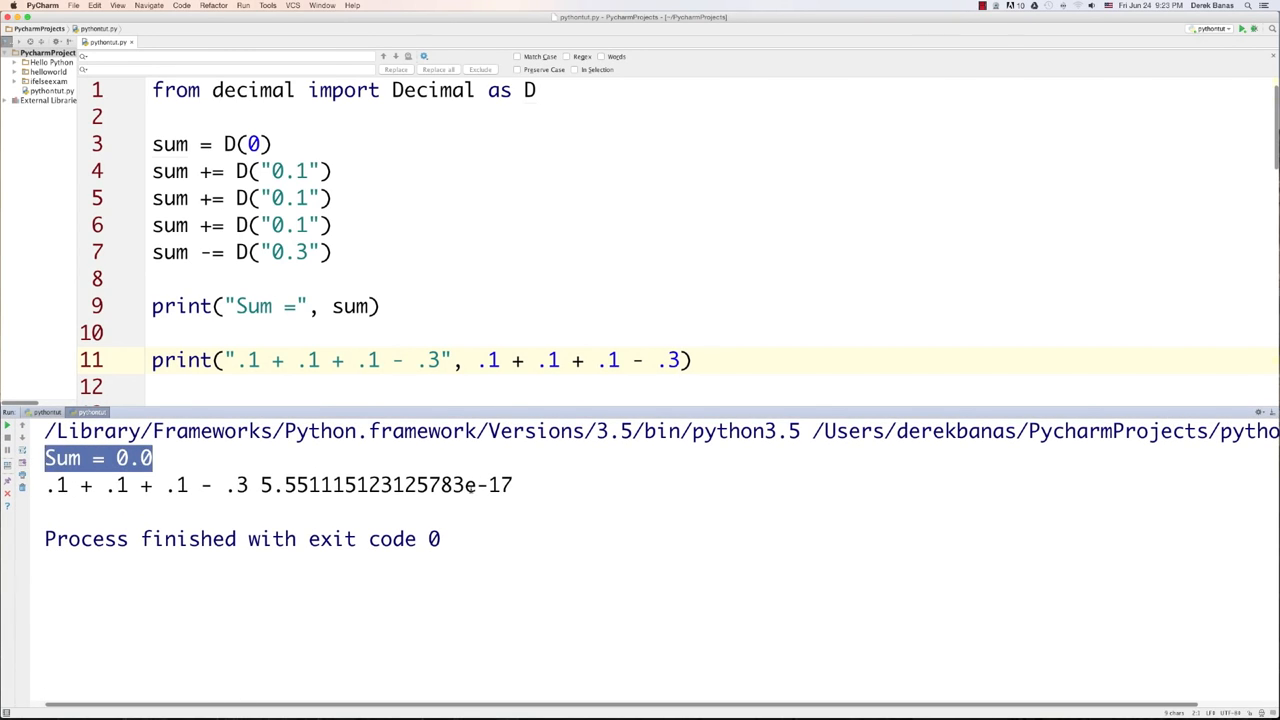 PyCharm File Edit View Navigate Code Refactor Run Tools VCS Window Help Fri Jun 24 9:23 PM Derek Banas
pythontut.py - PycharmProjects - [~/PycharmProjects]
PycharmProjects pythontut.py pythontut
pythontut.py
PycharmProject
Hello Python
helloworld
ifelseexam
pythontut.py
External Librarie
Match Case Regex Words
Replace Replace all Exclude Preserve Case In Selection
1 from decimal import Decimal as D
2
3 sum = D(0)
4 sum += D("0.1")
5 sum += D("0.1")
6 sum += D("0.1")
7 sum -= D("0.3")
8
9 print("Sum =", sum)
10
11 print(".1 + .1 + .1 - .3", .1 + .1 + .1 - .3)
12
Run: pythontut pythontut
/Library/Frameworks/Python.framework/Versions/3.5/bin/python3.5 /Users/derekbanas/PycharmProjects/pytho
Sum = 0.0
.1 + .1 + .1 - .3 5.551115123125783e-17
Process finished with exit code 0
9 chars 2:1 LF÷ UTF-8÷